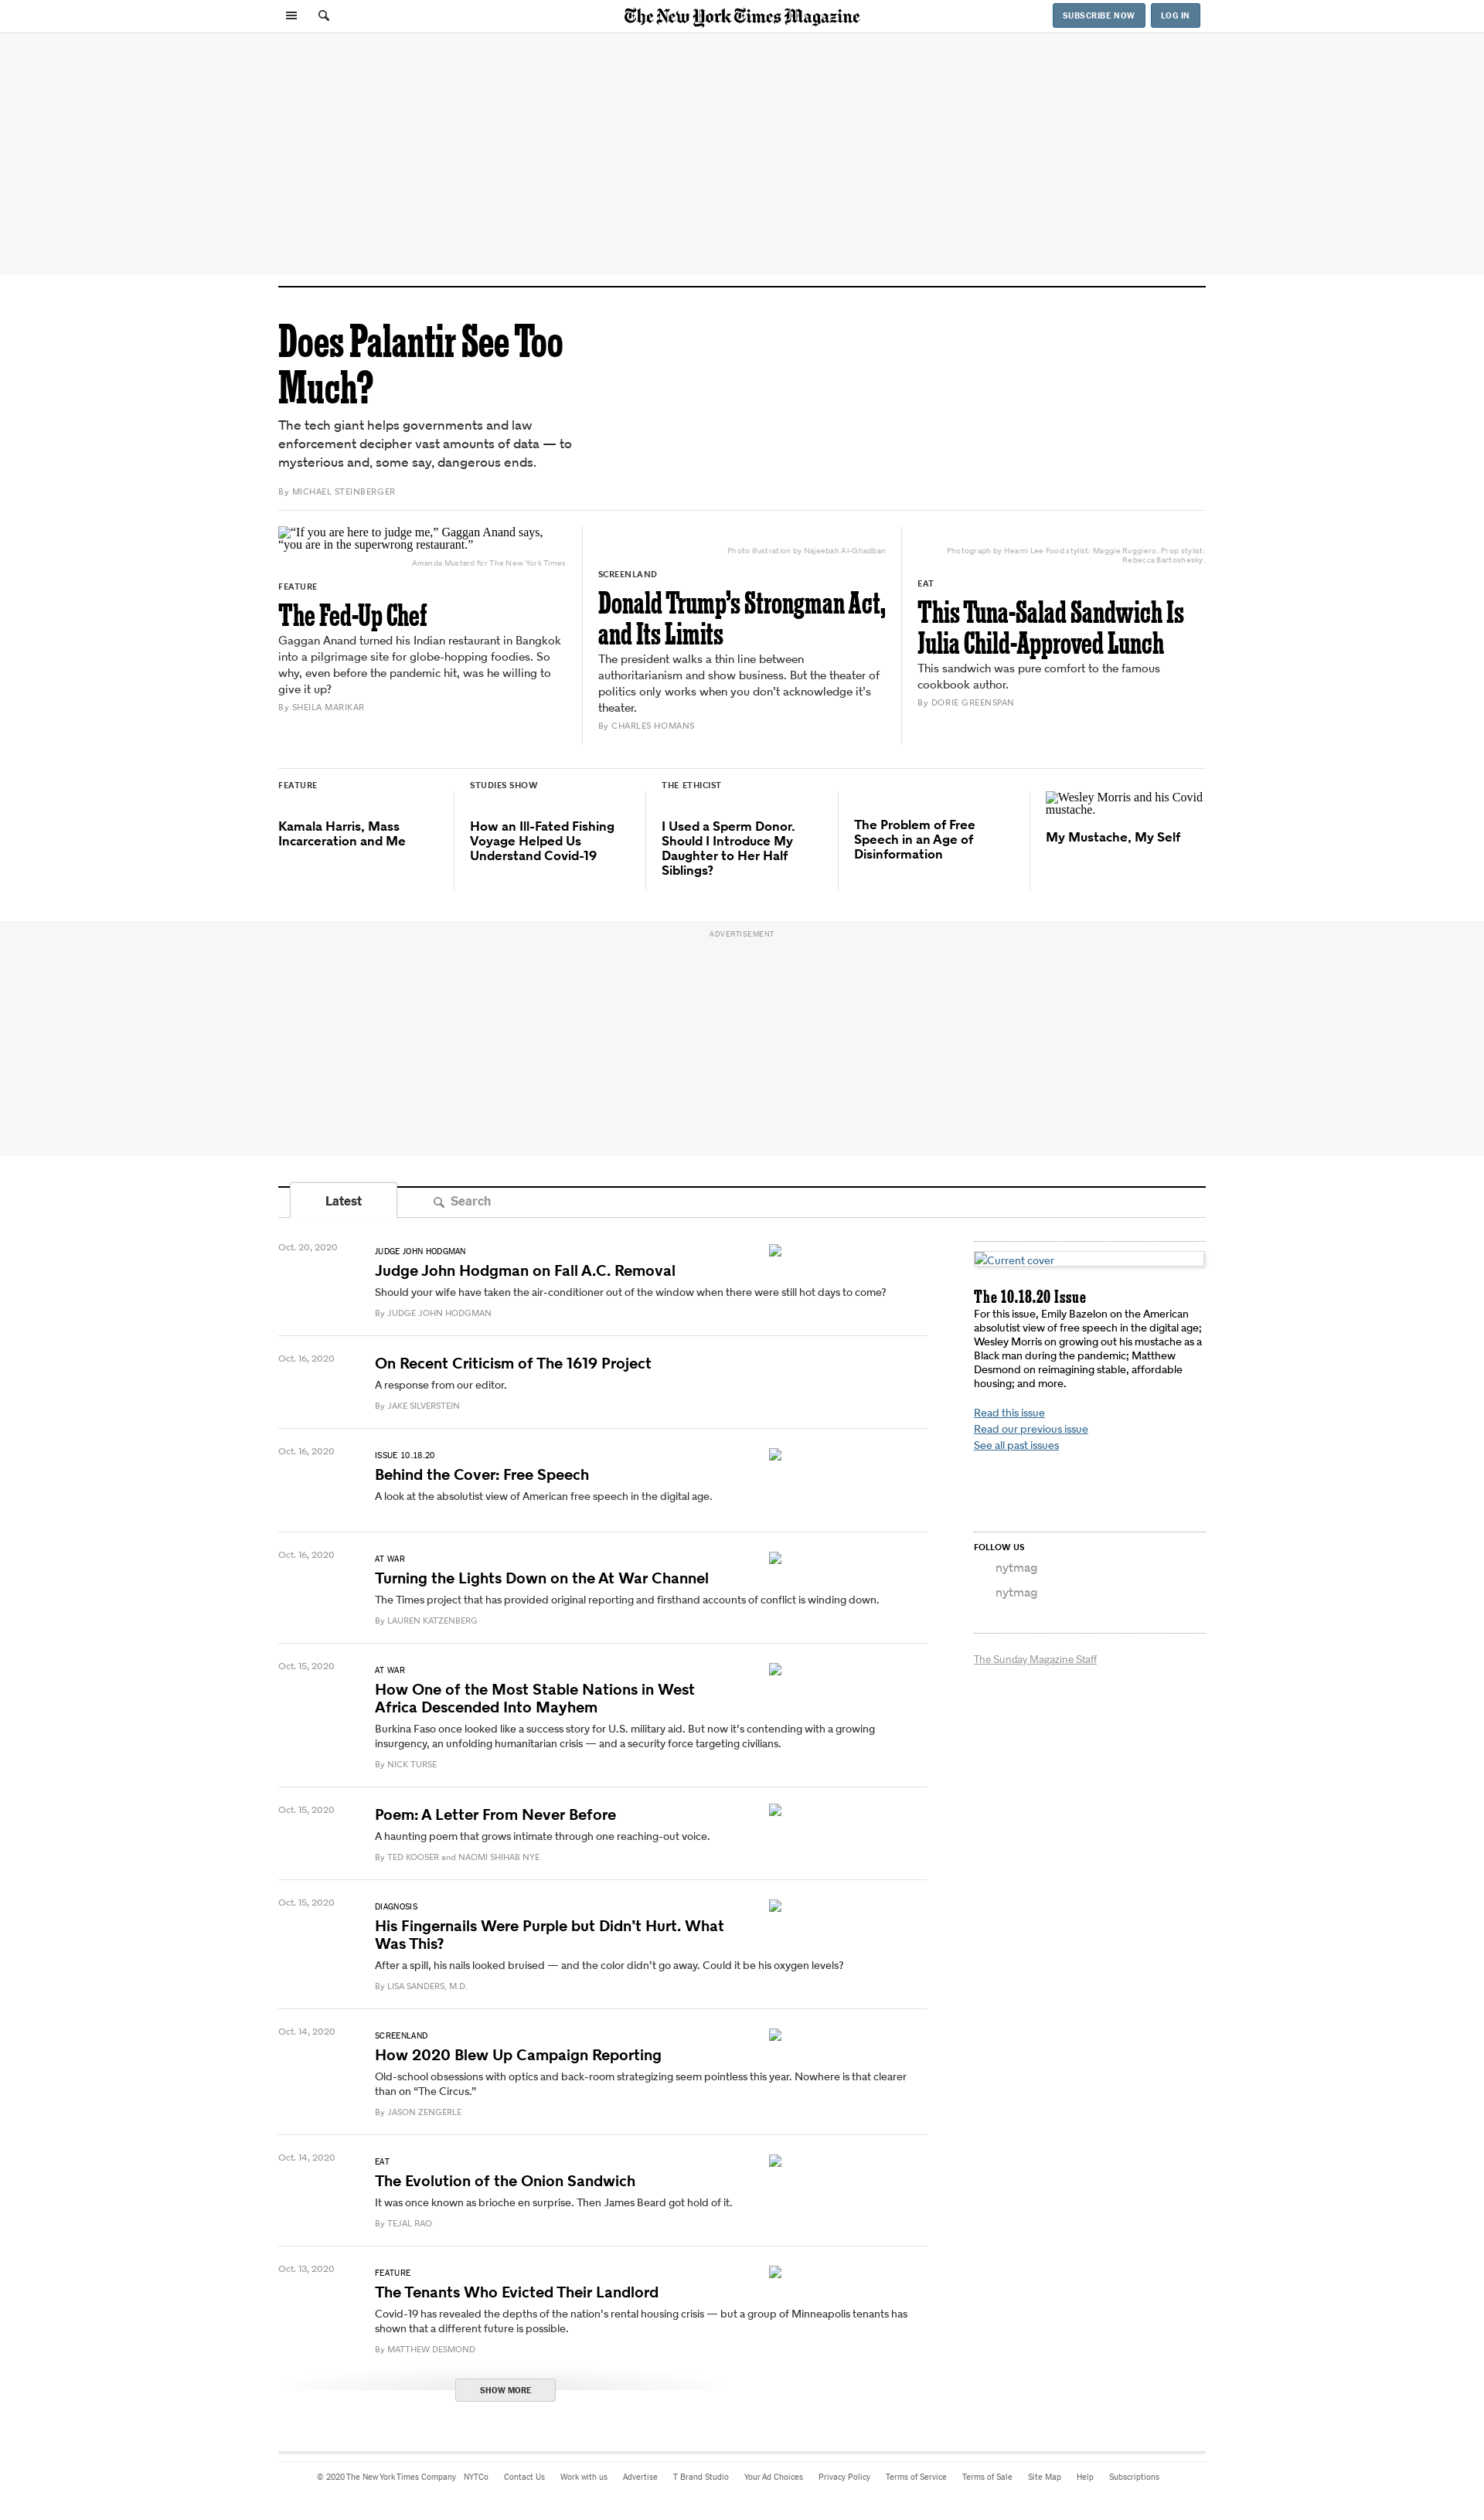 The New York Times Magazine
SUBSCRIBE NOW
LOG IN
Does Palantir See Too
Much?
The tech giant helps governments and law
enforcement decipher vast amounts of data — to
mysterious and, some say, dangerous ends.
By MICHAEL STEINBERGER
“If you are here to judge me,” Gaggan Anand says,
“you are in the superwrong restaurant.”
Amanda Mustard for The New York Times
FEATURE
The Fed-Up Chef
Gaggan Anand turned his Indian restaurant in Bangkok
into a pilgrimage site for globe-hopping foodies. So
why, even before the pandemic hit, was he willing to
give it up?
By SHEILA MARIKAR
Photo illustration by Najeebah Al-Ghadban
SCREENLAND
Donald Trump’s Strongman Act,
and Its Limits
The president walks a thin line between
authoritarianism and show business. But the theater of
politics only works when you don’t acknowledge it’s
theater.
By CHARLES HOMANS
Photograph by Heami Lee Food stylist: Maggie Ruggiero. Prop stylist:
Rebecca Bartoshesky.
EAT
This Tuna-Salad Sandwich Is
Julia Child-Approved Lunch
This sandwich was pure comfort to the famous
cookbook author.
By DORIE GREENSPAN
FEATURE
Kamala Harris, Mass
Incarceration and Me
STUDIES SHOW
How an Ill-Fated Fishing
Voyage Helped Us
Understand Covid-19
THE ETHICIST
I Used a Sperm Donor.
Should I Introduce My
Daughter to Her Half
Siblings?
The Problem of Free
Speech in an Age of
Disinformation
Wesley Morris and his Covid
mustache.
My Mustache, My Self
ADVERTISEMENT
Latest
Search
Oct. 20, 2020
JUDGE JOHN HODGMAN
Judge John Hodgman on Fall A.C. Removal
Should your wife have taken the air-conditioner out of the window when there were still hot days to come?
By JUDGE JOHN HODGMAN
Oct. 16, 2020
On Recent Criticism of The 1619 Project
A response from our editor.
By JAKE SILVERSTEIN
Oct. 16, 2020
ISSUE 10.18.20
Behind the Cover: Free Speech
A look at the absolutist view of American free speech in the digital age.
Oct. 16, 2020
AT WAR
Turning the Lights Down on the At War Channel
The Times project that has provided original reporting and firsthand accounts of conflict is winding down.
By LAUREN KATZENBERG
Oct. 15, 2020
AT WAR
How One of the Most Stable Nations in West
Africa Descended Into Mayhem
Burkina Faso once looked like a success story for U.S. military aid. But now it’s contending with a growing
insurgency, an unfolding humanitarian crisis — and a security force targeting civilians.
By NICK TURSE
Oct. 15, 2020
Poem: A Letter From Never Before
A haunting poem that grows intimate through one reaching-out voice.
By TED KOOSER and NAOMI SHIHAB NYE
Oct. 15, 2020
DIAGNOSIS
His Fingernails Were Purple but Didn’t Hurt. What
Was This?
After a spill, his nails looked bruised — and the color didn’t go away. Could it be his oxygen levels?
By LISA SANDERS, M.D.
Oct. 14, 2020
SCREENLAND
How 2020 Blew Up Campaign Reporting
Old-school obsessions with optics and back-room strategizing seem pointless this year. Nowhere is that clearer
than on “The Circus.”
By JASON ZENGERLE
Oct. 14, 2020
EAT
The Evolution of the Onion Sandwich
It was once known as brioche en surprise. Then James Beard got hold of it.
By TEJAL RAO
Oct. 13, 2020
FEATURE
The Tenants Who Evicted Their Landlord
Covid-19 has revealed the depths of the nation’s rental housing crisis — but a group of Minneapolis tenants has
shown that a different future is possible.
By MATTHEW DESMOND
SHOW MORE
Current cover
The 10.18.20 Issue
For this issue, Emily Bazelon on the American
absolutist view of free speech in the digital age;
Wesley Morris on growing out his mustache as a
Black man during the pandemic; Matthew
Desmond on reimagining stable, affordable
housing; and more.
Read this issue
Read our previous issue
See all past issues
FOLLOW US
nytmag
nytmag
The Sunday Magazine Staff
© 2020 The New York Times Company NYTCo Contact Us Work with us Advertise T Brand Studio Your Ad Choices Privacy Policy Terms of Service Terms of Sale Site Map Help Subscriptions